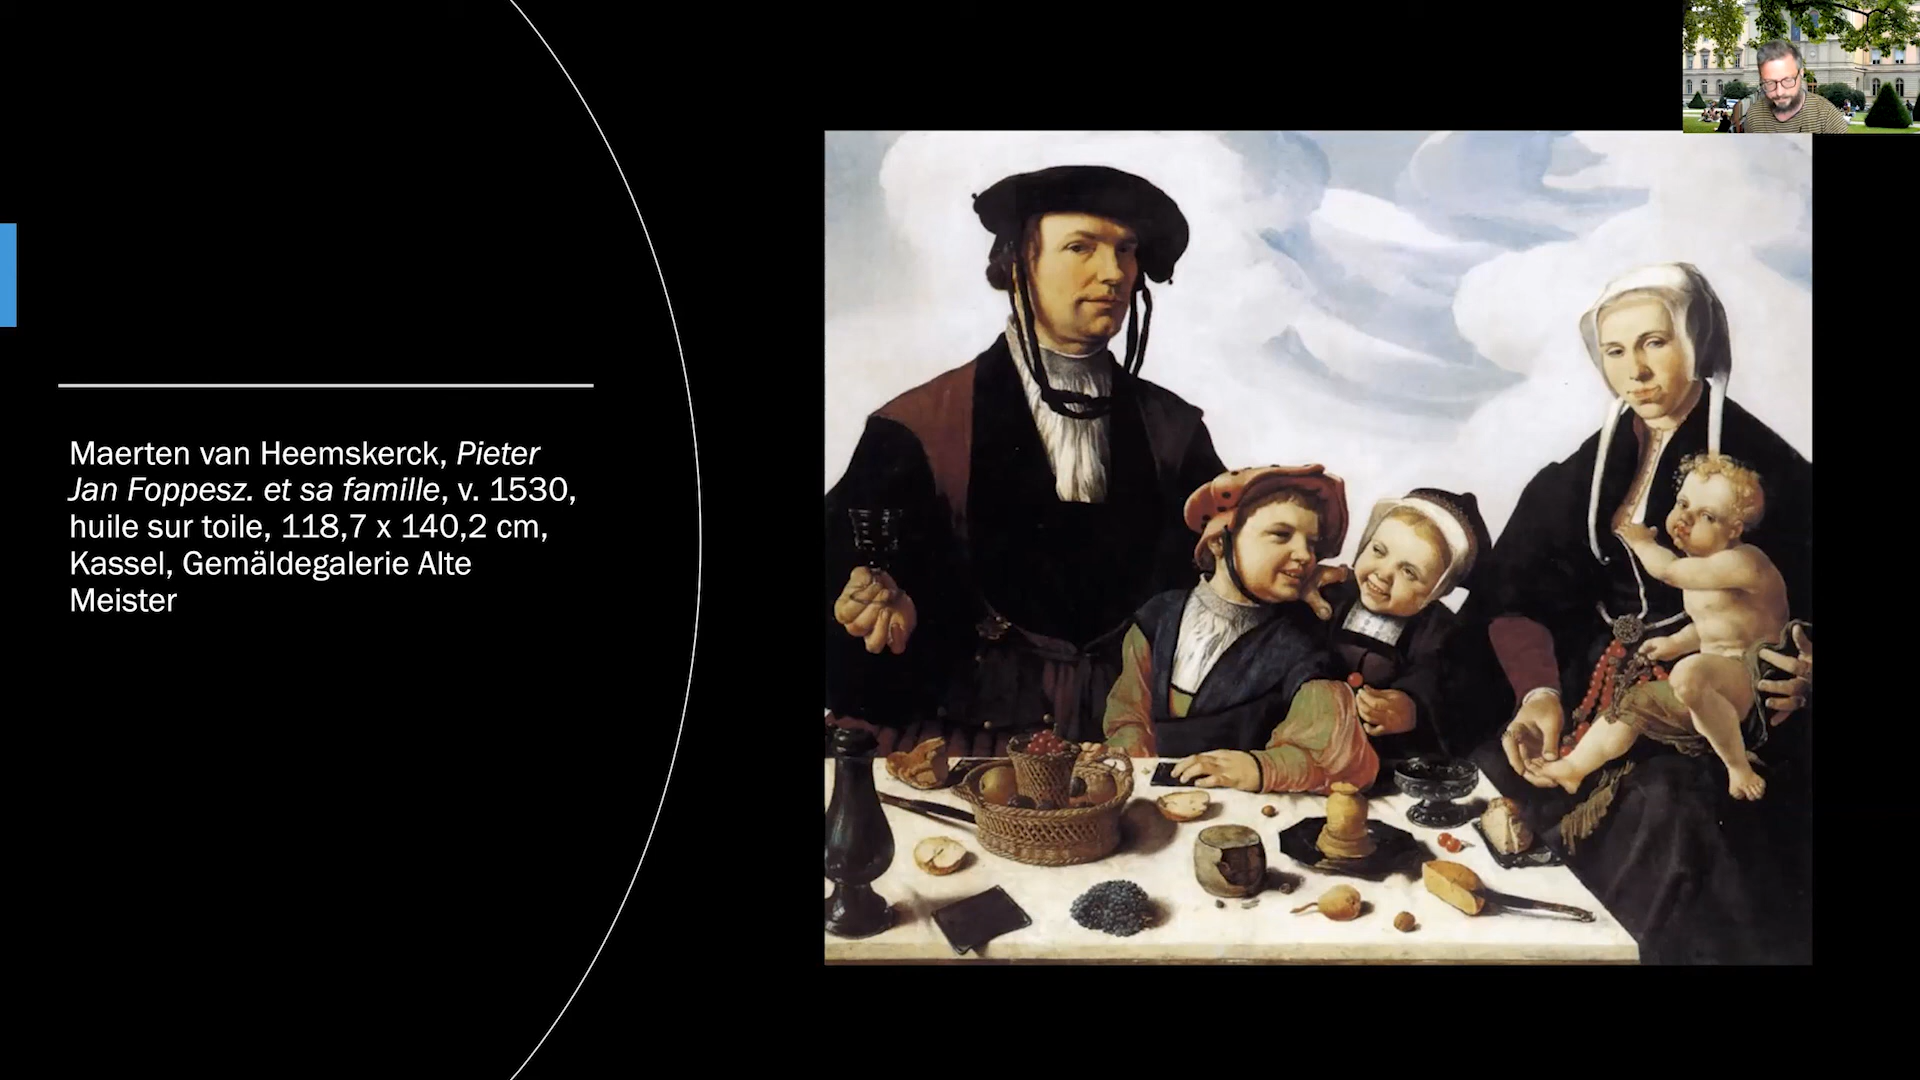 Maerten van Heemskerck, Pieter
Jan Foppesz. et sa famille, v. 1530,
huile sur toile, 118,7 x 140,2 cm,
Kassel, Gemäldegalerie Alte
Meister